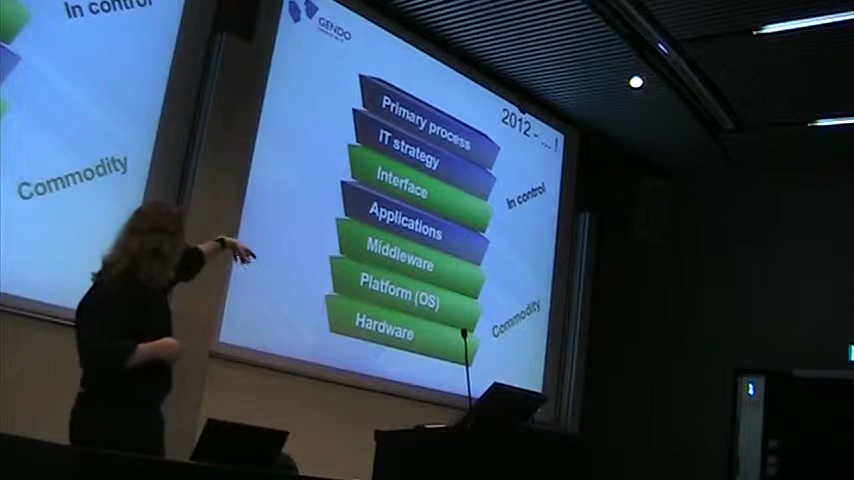 In control
Commodity
GENDO
2012 - ... !
Primary process
IT strategy
Interface
In control
Applications
Middleware
Platform (OS)
Commodity
Hardware